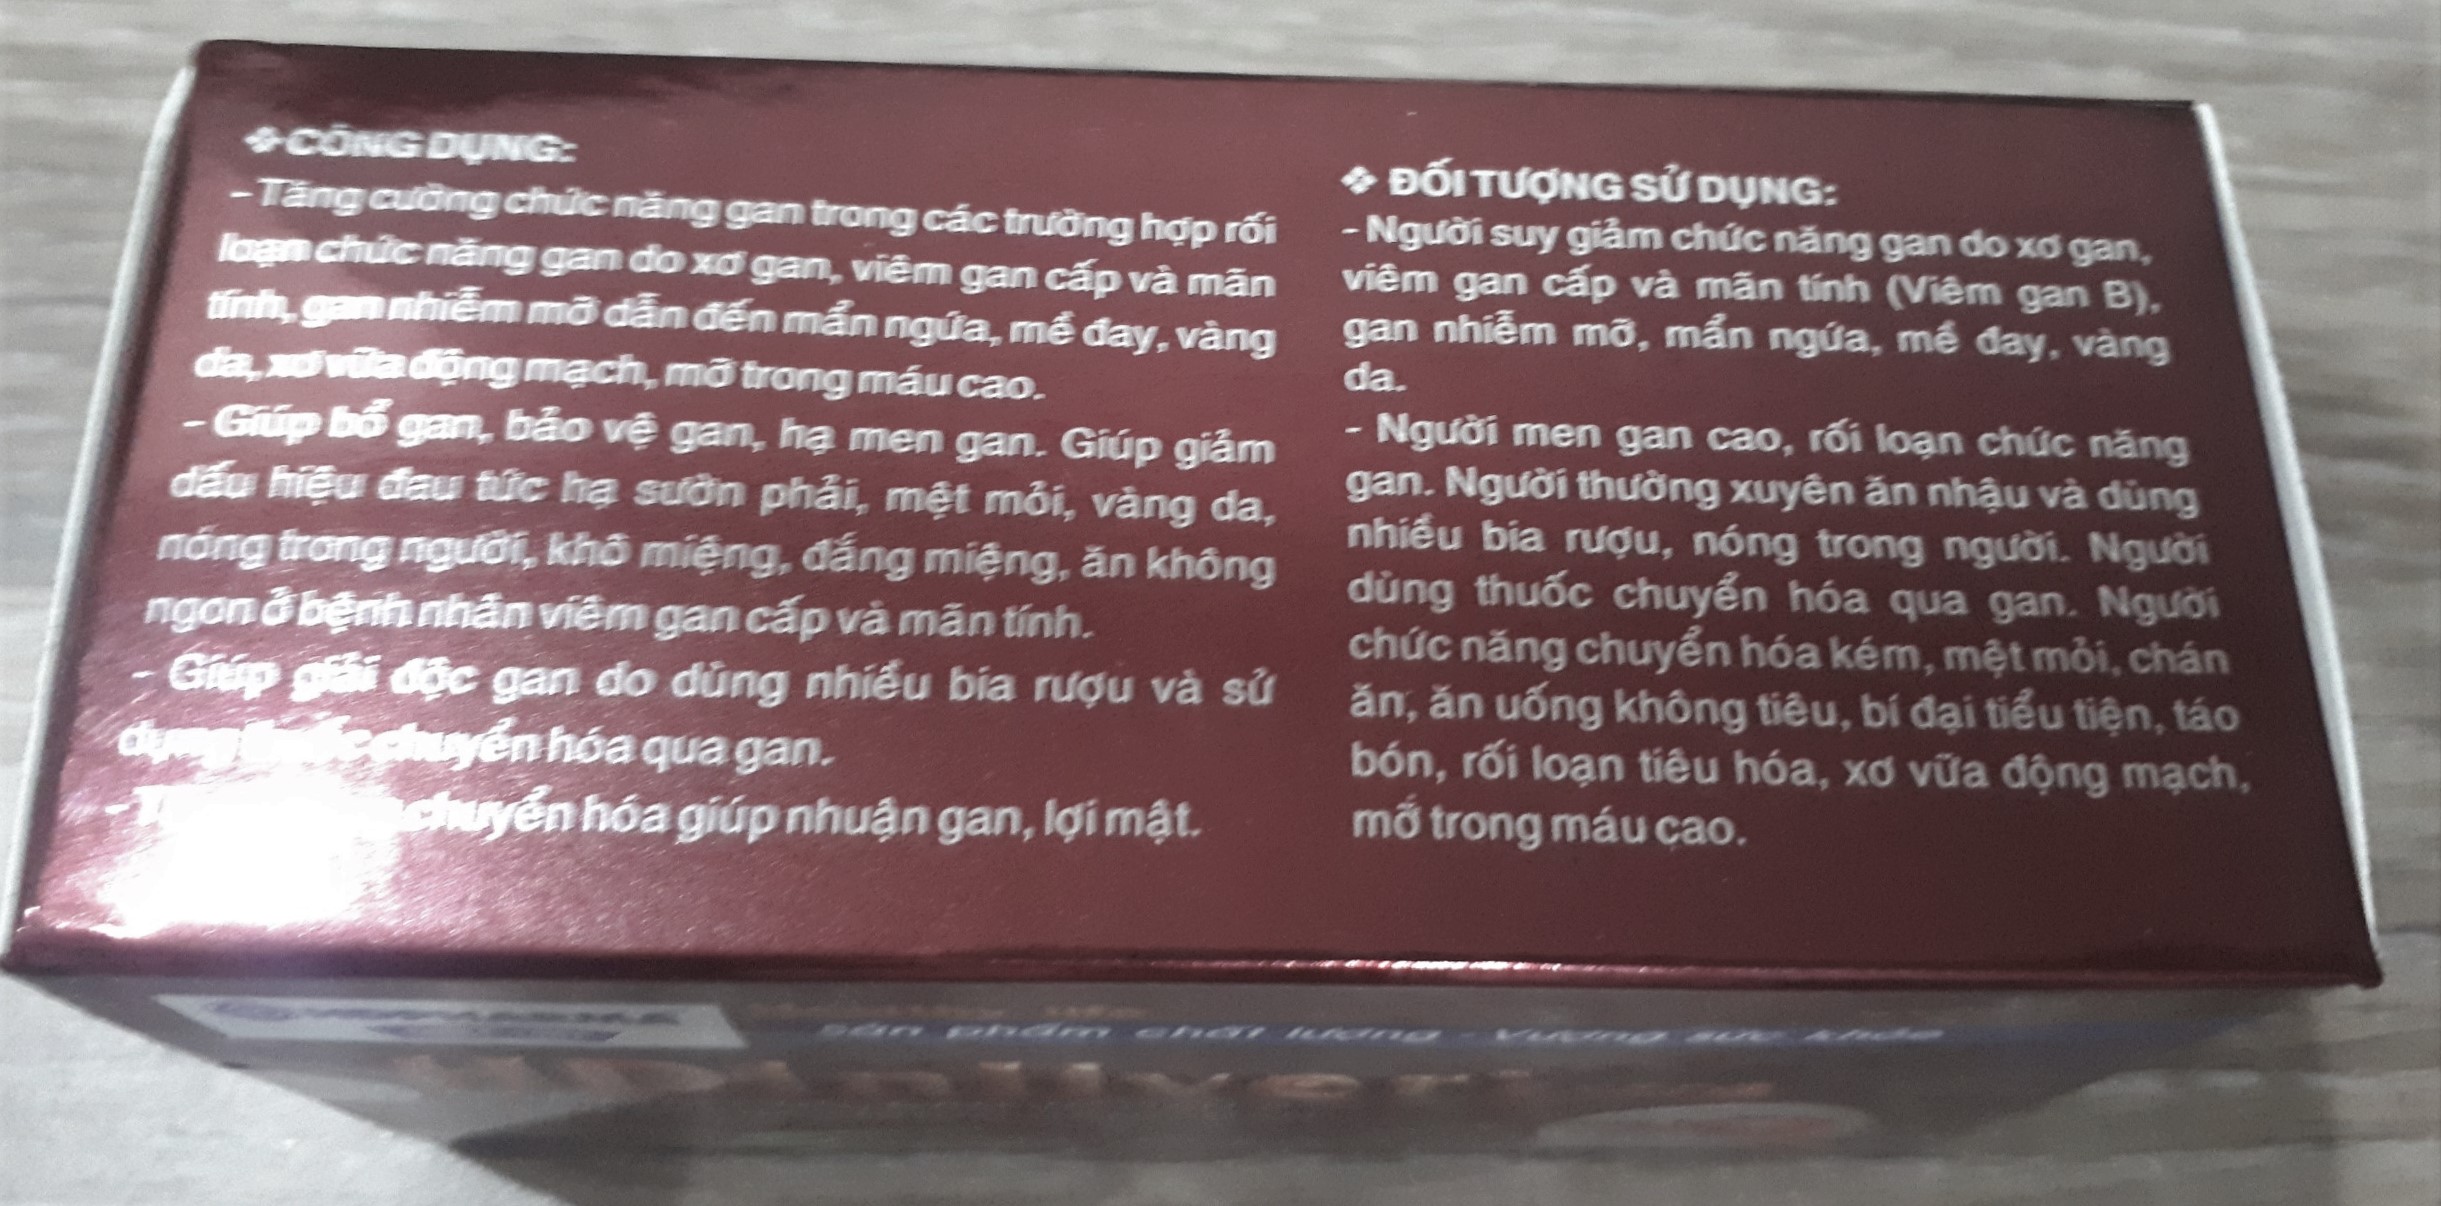 ❖CÔNG DỤNG:
- Tăng cường chức năng gan trong các trường hợp rối
loạn chức năng gan do xơ gan, viêm gan cấp và mãn
tính, gan nhiễm mỡ dẫn đến mẩn ngứa, mề đay, vàng
da, xơ vữa động mạch, mỡ trong máu cao.
- Giúp bổ gan, bảo vệ gan, hạ men gan. Giúp giảm
dấu hiệu đau tức hạ sườn phải, mệt mỏi, vàng da,
nóng trong người, khô miệng, đắng miệng, ăn không
ngon ở bệnh nhân viêm gan cấp và mãn tính.
- Giúp giải độc gan do dùng nhiều bia rượu và sử
dụng thuốc chuyển hóa qua gan.
- chuyển hóa giúp nhuận gan, lợi mật.
❖ ĐỐI TƯỢNG SỬ DỤNG:
- Người suy giảm chức năng gan do xơ gan,
viêm gan cấp và mãn tính (Viêm gan B),
gan nhiễm mỡ, mẩn ngứa, mề đay, vàng
da.
- Người men gan cao, rối loạn chức năng
gan. Người thường xuyên ăn nhậu và dùng
nhiều bia rượu, nóng trong người. Người
dùng thuốc chuyển hóa qua gan. Người
chức năng chuyển hóa kém, mệt mỏi, chán
ăn, ăn uống không tiêu, bí đại tiểu tiện, táo
bón, rối loạn tiêu hóa, xơ vữa động mạch,
mỡ trong máu cao.
sản phẩm chất lượng - Vượng sức khỏe